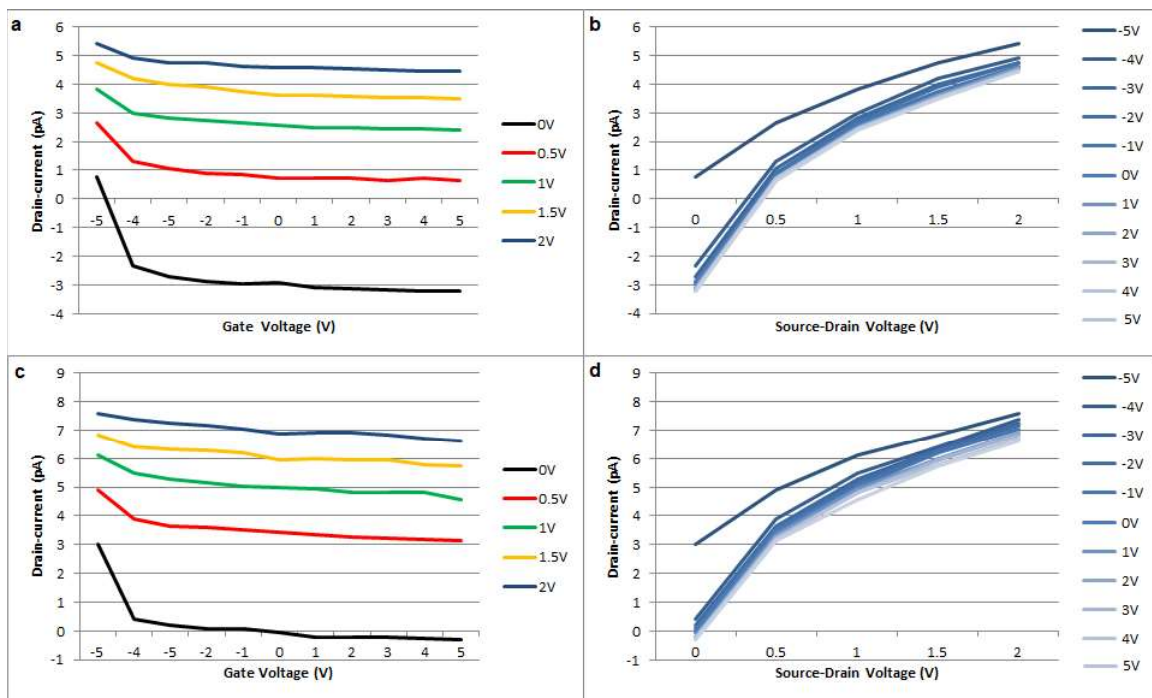 a
6
5
4
3
2
1
0
-1
-2
-3
-4
Drain-current (pA)
-5 -4 -3 -2 -1 0 1 2 3 4 5
Gate Voltage (V)
0V
0.5V
1V
1.5V
2V
b
6
5
4
3
2
1
0
-1
-2
-3
-4
Drain-current (pA)
0 0.5 1 1.5 2
Source-Drain Voltage (V)
-5V
-4V
-3V
-2V
-1V
0V
1V
2V
3V
4V
5V
c
9
8
7
6
5
4
3
2
1
0
-1
Drain-current (pA)
-5 -4 -3 -2 -1 0 1 2 3 4 5
Gate Voltage (V)
0V
0.5V
1V
1.5V
2V
d
9
8
7
6
5
4
3
2
1
0
-1
Drain-current (pA)
0 0.5 1 1.5 2
Source-Drain Voltage (V)
-5V
-4V
-3V
-2V
-1V
0V
1V
2V
3V
4V
5V